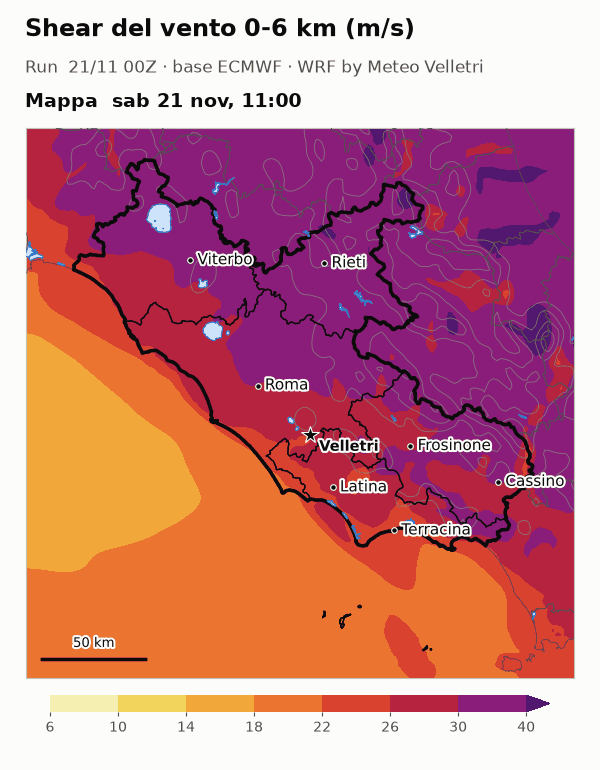 Shear del vento 0-6 km (m/s)
Run  21/11 00Z · base ECMWF · WRF by Meteo Velletri
Mappa  sab 21 nov, 11:00
Viterbo
Rieti
Roma
Velletri
Frosinone
Cassino
Latina
Terracina
50 km
6 10 14 18 22 26 30 40